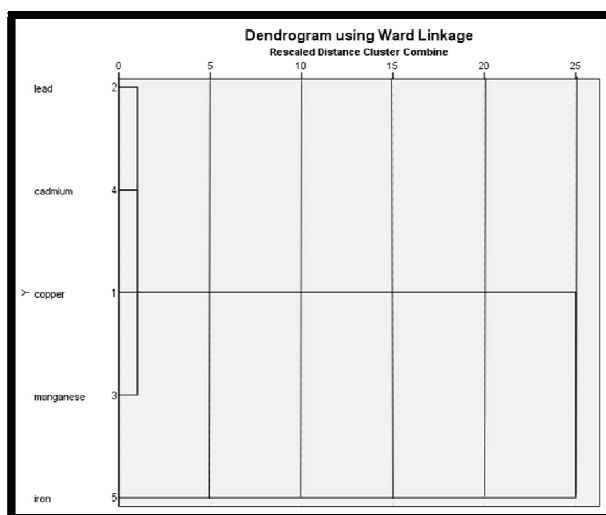 Dendrogram using Ward Linkage
Rescaled Distance Cluster Combine
0 5 10 15 20 25
lead 2
cadmium 4
Y copper 1
manganese 3
iron 5